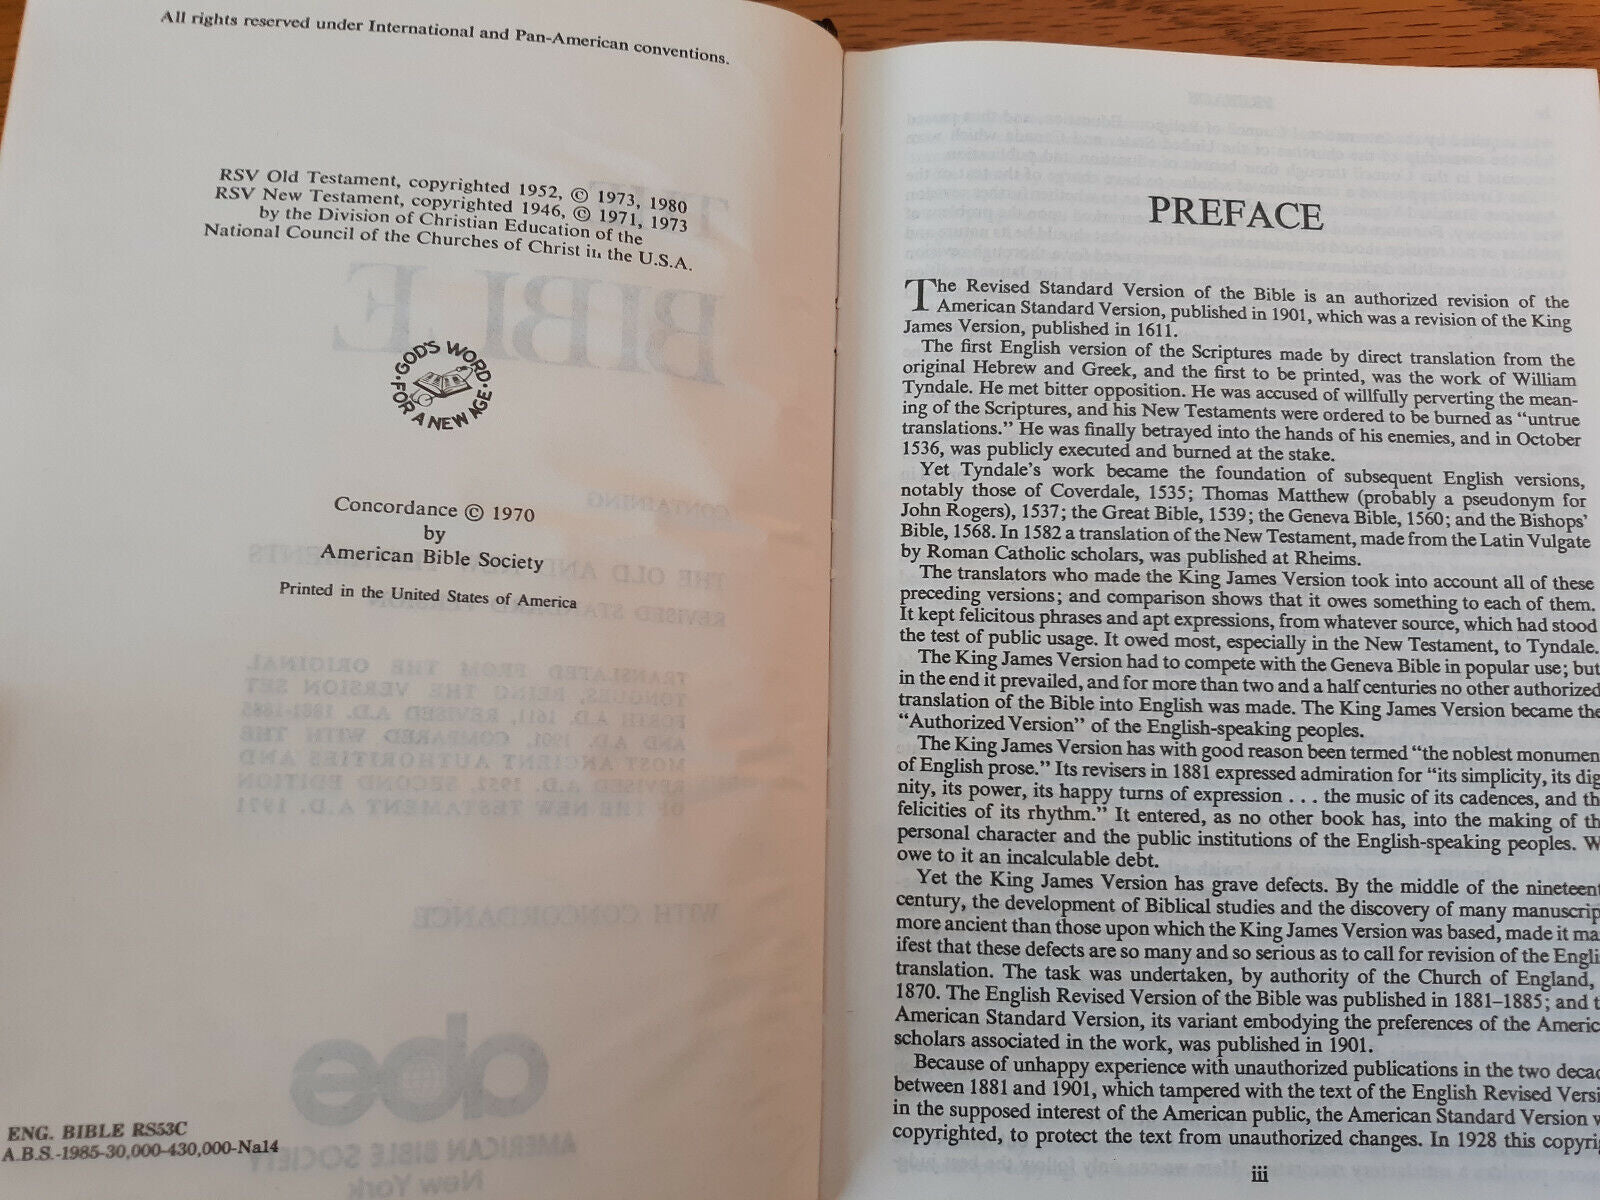 All rights reserved under International and Pan-American conventions.
RSV Old Testament, copyrighted 1952, © 1973, 1980
RSV New Testament, copyrighted 1946, © 1971, 1973
by the Division of Christian Education of the
National Council of the Churches of Christ in the U.S.A.
·GOD'S WORD·
FOR A NEW AGE
Concordance © 1970
by
American Bible Society
Printed in the United States of America
ENG. BIBLE RS53C
A.B.S.-1985-30,000-430,000-Na14
PREFACE
The Revised Standard Version of the Bible is an authorized revision of the
American Standard Version, published in 1901, which was a revision of the King
James Version, published in 1611.
The first English version of the Scriptures made by direct translation from the
original Hebrew and Greek, and the first to be printed, was the work of William
Tyndale. He met bitter opposition. He was accused of willfully perverting the mean-
ing of the Scriptures, and his New Testaments were ordered to be burned as “untrue
translations.” He was finally betrayed into the hands of his enemies, and in October
1536, was publicly executed and burned at the stake.
Yet Tyndale's work became the foundation of subsequent English versions,
notably those of Coverdale, 1535; Thomas Matthew (probably a pseudonym for
John Rogers), 1537; the Great Bible, 1539; the Geneva Bible, 1560; and the Bishops'
Bible, 1568. In 1582 a translation of the New Testament, made from the Latin Vulgate
by Roman Catholic scholars, was published at Rheims.
The translators who made the King James Version took into account all of these
preceding versions; and comparison shows that it owes something to each of them.
It kept felicitous phrases and apt expressions, from whatever source, which had stood
the test of public usage. It owed most, especially in the New Testament, to Tyndale.
The King James Version had to compete with the Geneva Bible in popular use; but
in the end it prevailed, and for more than two and a half centuries no other authorized
translation of the Bible into English was made. The King James Version became the
“Authorized Version” of the English-speaking peoples.
The King James Version has with good reason been termed “the noblest monumen
of English prose.” Its revisers in 1881 expressed admiration for “its simplicity, its dig
nity, its power, its happy turns of expression . . . the music of its cadences, and th
felicities of its rhythm.” It entered, as no other book has, into the making of th
personal character and the public institutions of the English-speaking peoples. W
owe to it an incalculable debt.
Yet the King James Version has grave defects. By the middle of the nineteent
century, the development of Biblical studies and the discovery of many manuscrip
more ancient than those upon which the King James Version was based, made it ma
ifest that these defects are so many and so serious as to call for revision of the Engli
translation. The task was undertaken, by authority of the Church of England,
1870. The English Revised Version of the Bible was published in 1881–1885; and t
American Standard Version, its variant embodying the preferences of the Americ
scholars associated in the work, was published in 1901.
Because of unhappy experience with unauthorized publications in the two decad
between 1881 and 1901, which tampered with the text of the English Revised Versi
in the supposed interest of the American public, the American Standard Version w
copyrighted, to protect the text from unauthorized changes. In 1928 this copyrig
iii